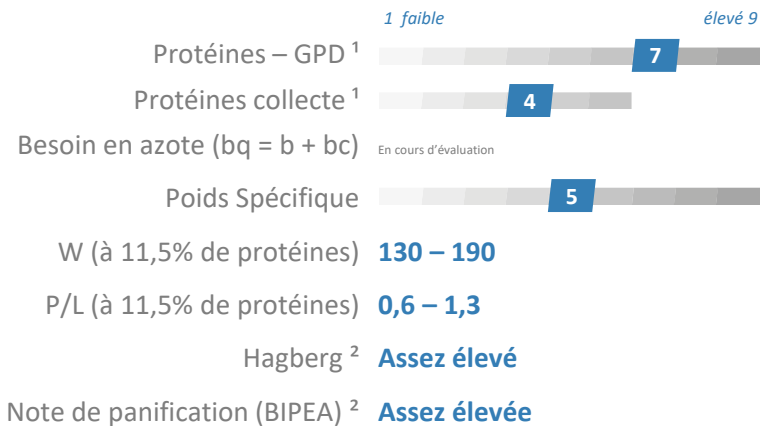 1 faible élevé 9
Protéines – GPD ¹ 7
Protéines collecte ¹ 4
Besoin en azote (bq = b + bc) En cours d'évaluation
Poids Spécifique 5
W (à 11,5% de protéines) 130 – 190
P/L (à 11,5% de protéines) 0,6 – 1,3
Hagberg ² Assez élevé
Note de panification (BIPEA) ² Assez élevée